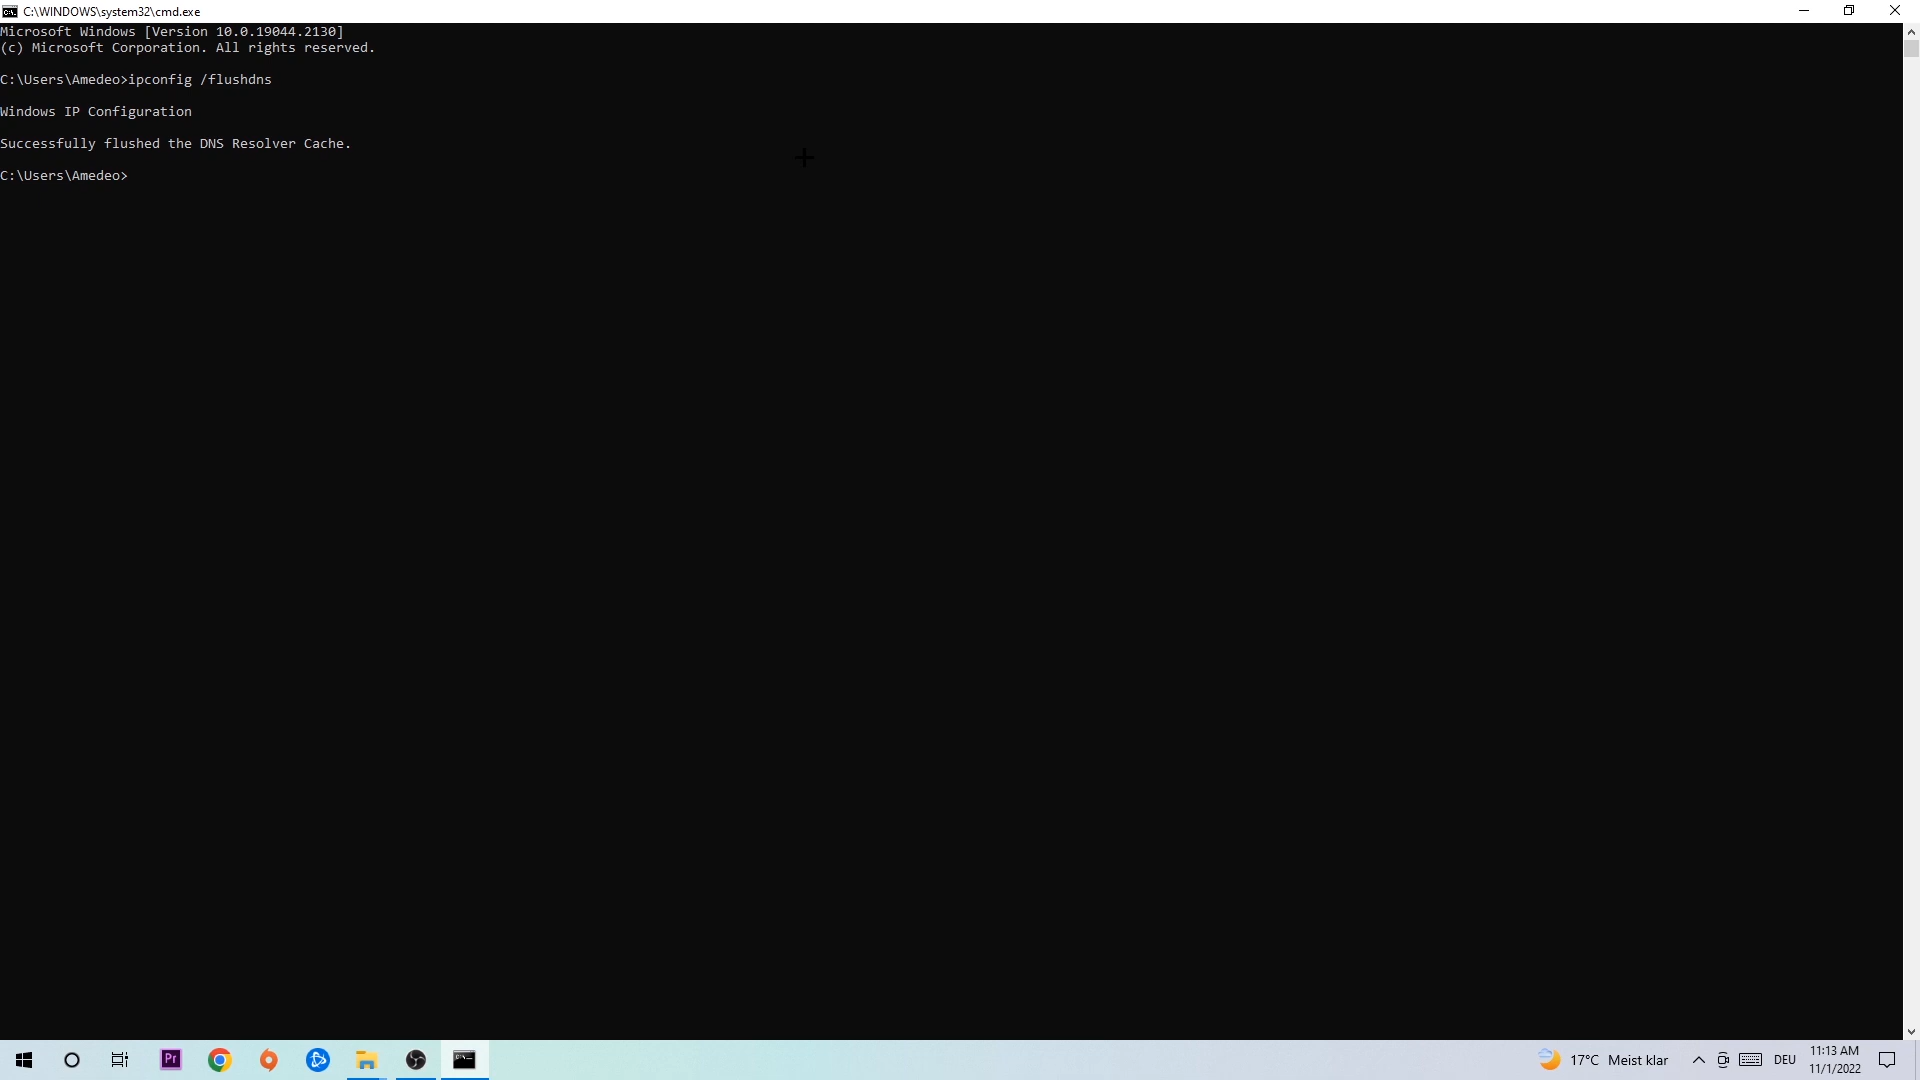 C:\WINDOWS\system32\cmd.exe
Microsoft Windows [Version 10.0.19044.2130]
(c) Microsoft Corporation. All rights reserved.
C:\Users\Amedeo>ipconfig /flushdns
Windows IP Configuration
Successfully flushed the DNS Resolver Cache.
C:\Users\Amedeo>
Pr
17°C Meist klar
DEU
11:13 AM
11/1/2022